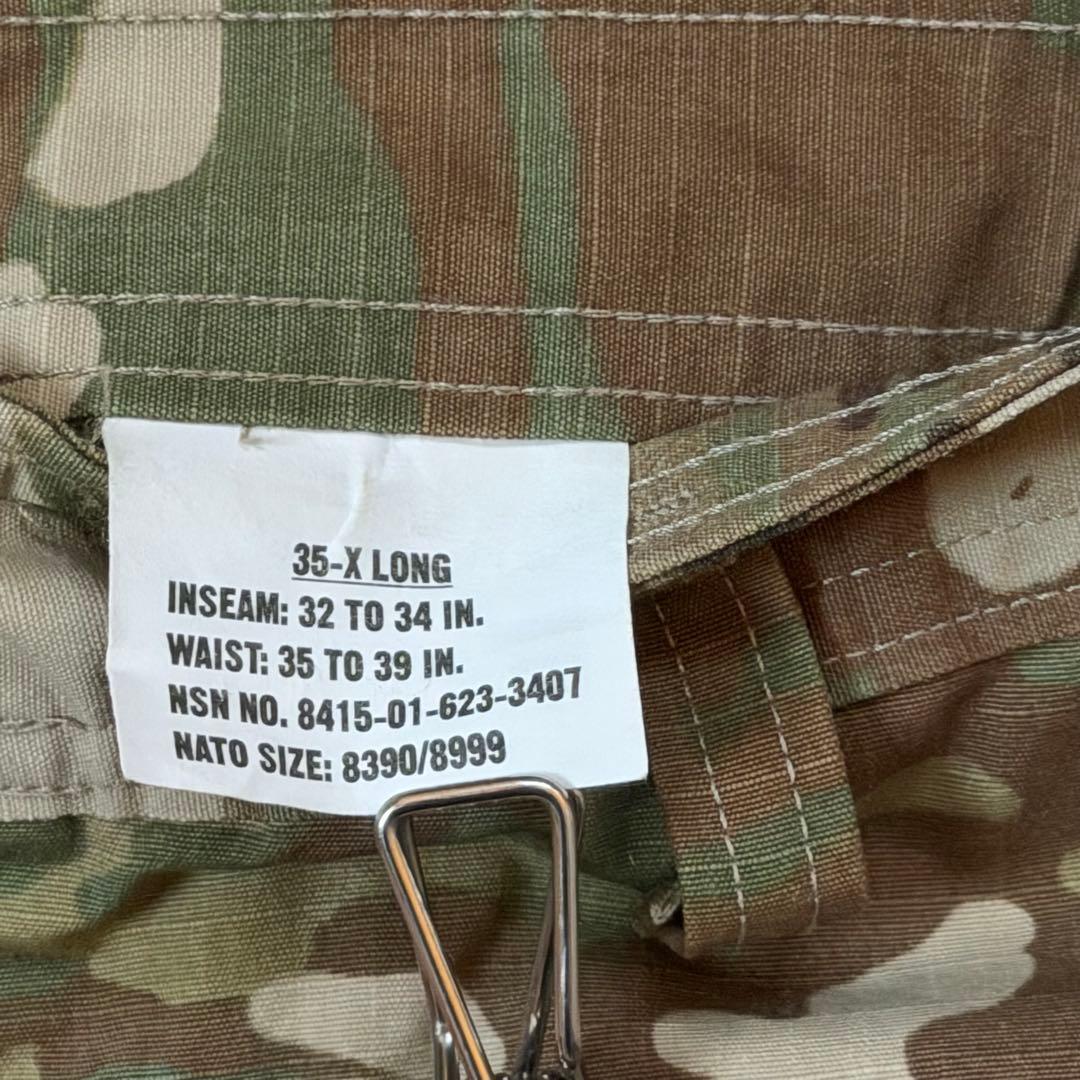 35-X LONG
INSEAM: 32 TO 34 IN.
WAIST: 35 TO 39 IN.
NSN NO. 8415-01-623-3407
NATO SIZE: 8390/8999